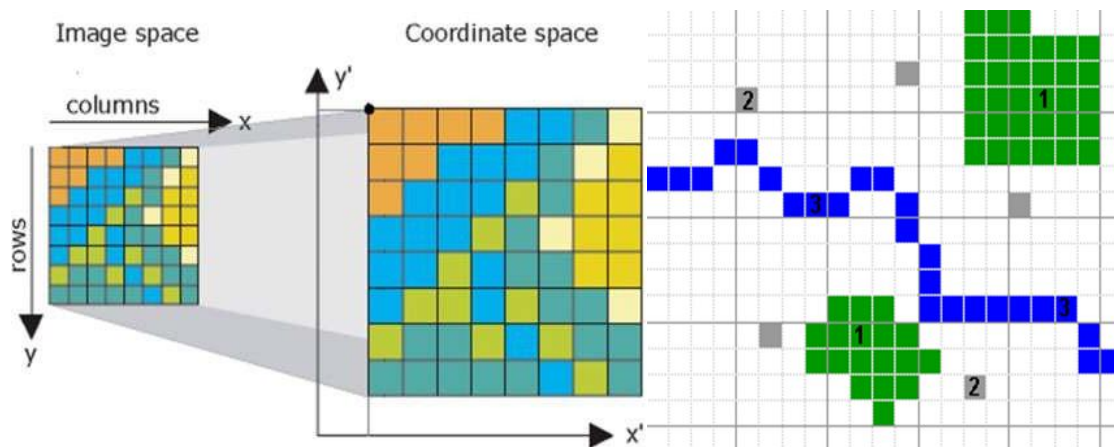 Image space
Coordinate space
columns
x
rows
y
y'
x'
1
2
3
3
1
2